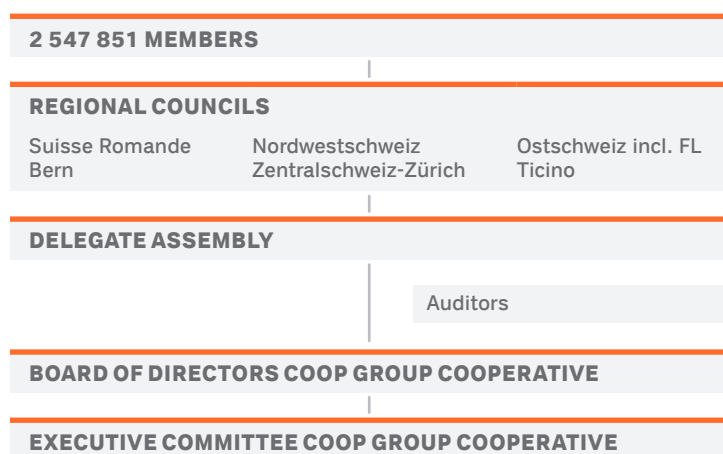 2 547 851 MEMBERS
REGIONAL COUNCILS
Suisse Romande
Bern
Nordwestschweiz
Zentralschweiz-Zürich
Ostschweiz incl. FL
Ticino
DELEGATE ASSEMBLY
Auditors
BOARD OF DIRECTORS COOP GROUP COOPERATIVE
EXECUTIVE COMMITTEE COOP GROUP COOPERATIVE